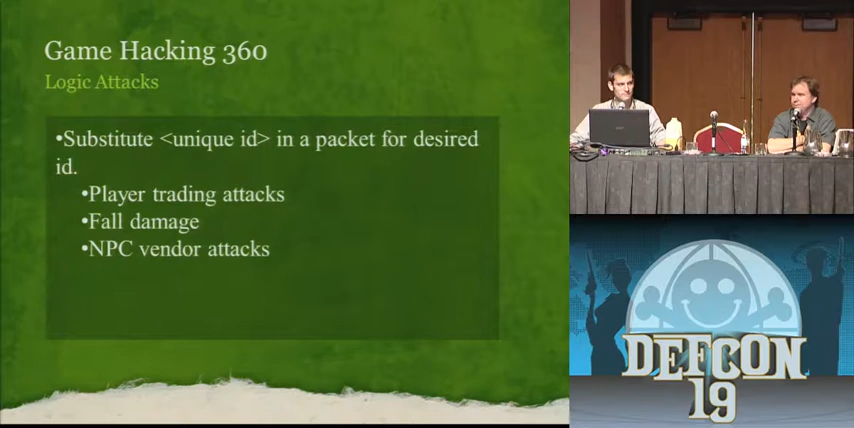 Game Hacking 360
Logic Attacks
•Substitute <unique id> in a packet for desired
id.
•Player trading attacks
•Fall damage
•NPC vendor attacks
DEFCON
19